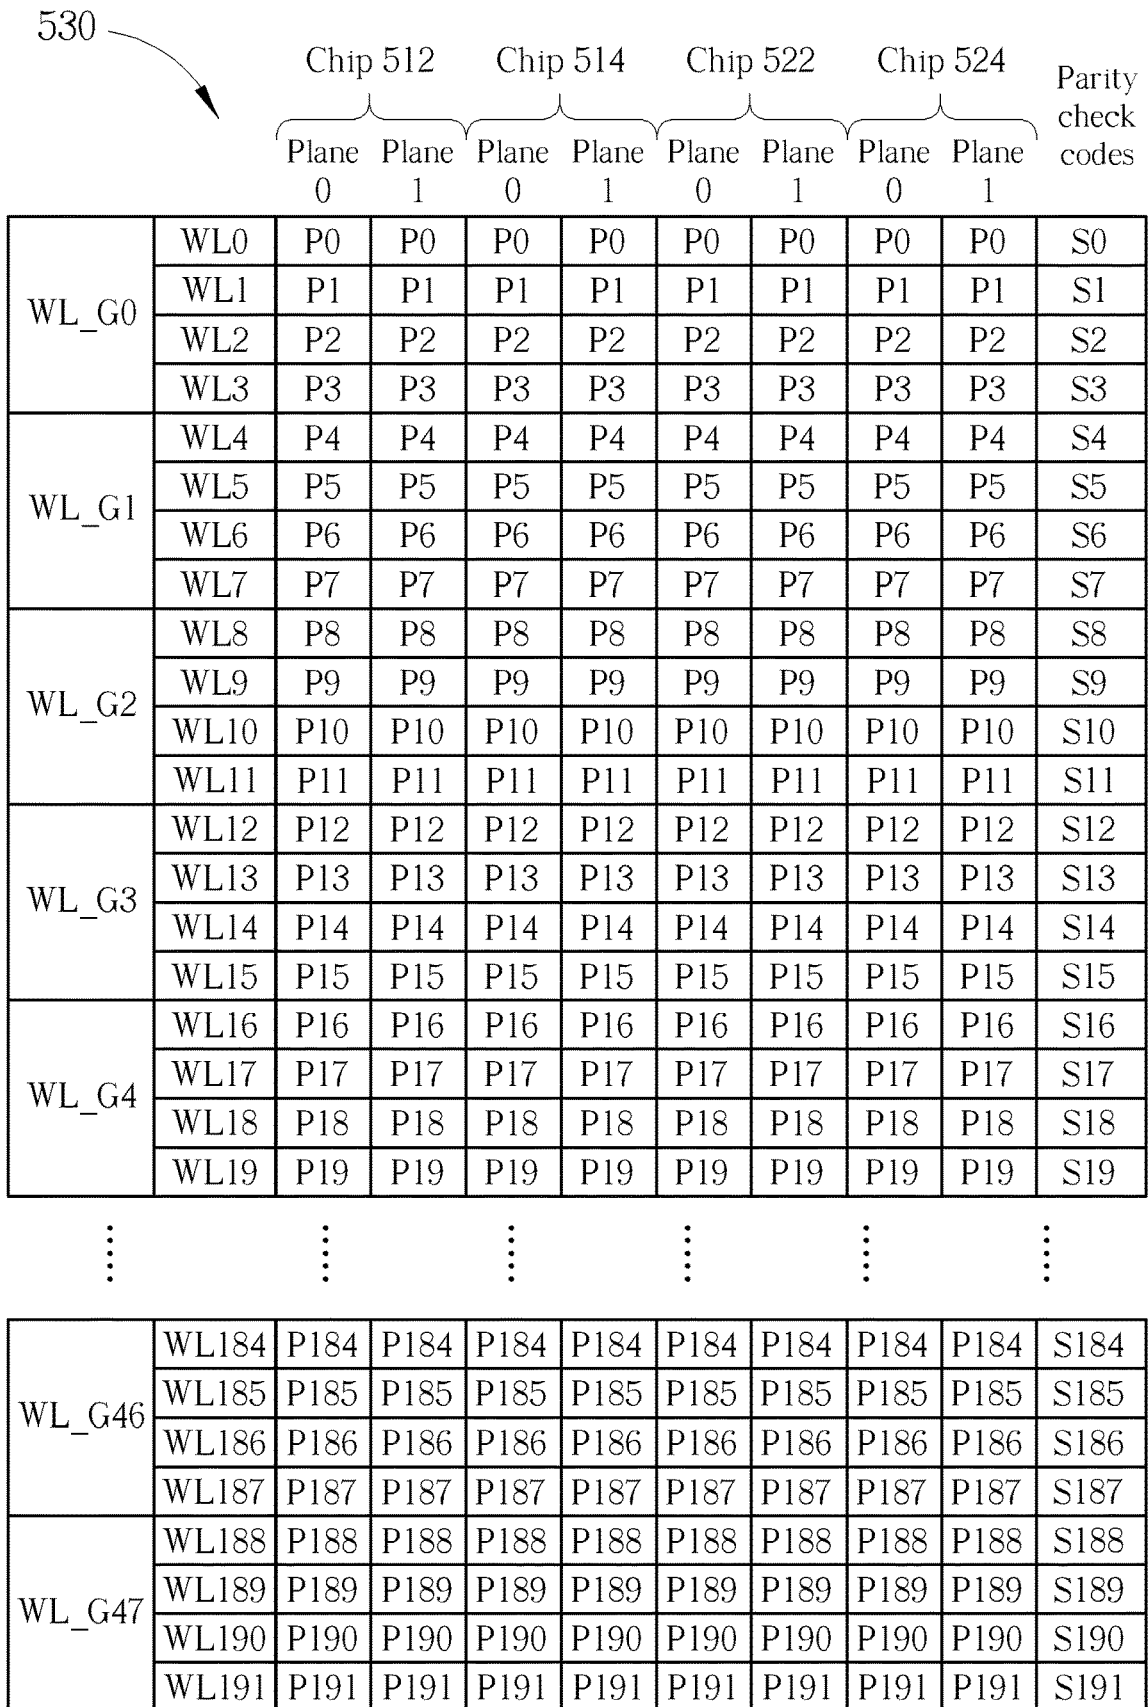 530
Chip 512 Chip 514 Chip 522 Chip 524
Parity check codes
Plane 0 Plane 1 Plane 0 Plane 1 Plane 0 Plane 1 Plane 0 Plane 1
WL_G0
WL0 P0 P0 P0 P0 P0 P0 P0 P0 S0
WL1 P1 P1 P1 P1 P1 P1 P1 P1 S1
WL2 P2 P2 P2 P2 P2 P2 P2 P2 S2
WL3 P3 P3 P3 P3 P3 P3 P3 P3 S3
WL_G1
WL4 P4 P4 P4 P4 P4 P4 P4 P4 S4
WL5 P5 P5 P5 P5 P5 P5 P5 P5 S5
WL6 P6 P6 P6 P6 P6 P6 P6 P6 S6
WL7 P7 P7 P7 P7 P7 P7 P7 P7 S7
WL_G2
WL8 P8 P8 P8 P8 P8 P8 P8 P8 S8
WL9 P9 P9 P9 P9 P9 P9 P9 P9 S9
WL10 P10 P10 P10 P10 P10 P10 P10 P10 S10
WL11 P11 P11 P11 P11 P11 P11 P11 P11 S11
WL_G3
WL12 P12 P12 P12 P12 P12 P12 P12 P12 S12
WL13 P13 P13 P13 P13 P13 P13 P13 P13 S13
WL14 P14 P14 P14 P14 P14 P14 P14 P14 S14
WL15 P15 P15 P15 P15 P15 P15 P15 P15 S15
WL_G4
WL16 P16 P16 P16 P16 P16 P16 P16 P16 S16
WL17 P17 P17 P17 P17 P17 P17 P17 P17 S17
WL18 P18 P18 P18 P18 P18 P18 P18 P18 S18
WL19 P19 P19 P19 P19 P19 P19 P19 P19 S19
WL_G46
WL184 P184 P184 P184 P184 P184 P184 P184 P184 S184
WL185 P185 P185 P185 P185 P185 P185 P185 P185 S185
WL186 P186 P186 P186 P186 P186 P186 P186 P186 S186
WL187 P187 P187 P187 P187 P187 P187 P187 P187 S187
WL_G47
WL188 P188 P188 P188 P188 P188 P188 P188 P188 S188
WL189 P189 P189 P189 P189 P189 P189 P189 P189 S189
WL190 P190 P190 P190 P190 P190 P190 P190 P190 S190
WL191 P191 P191 P191 P191 P191 P191 P191 P191 S191